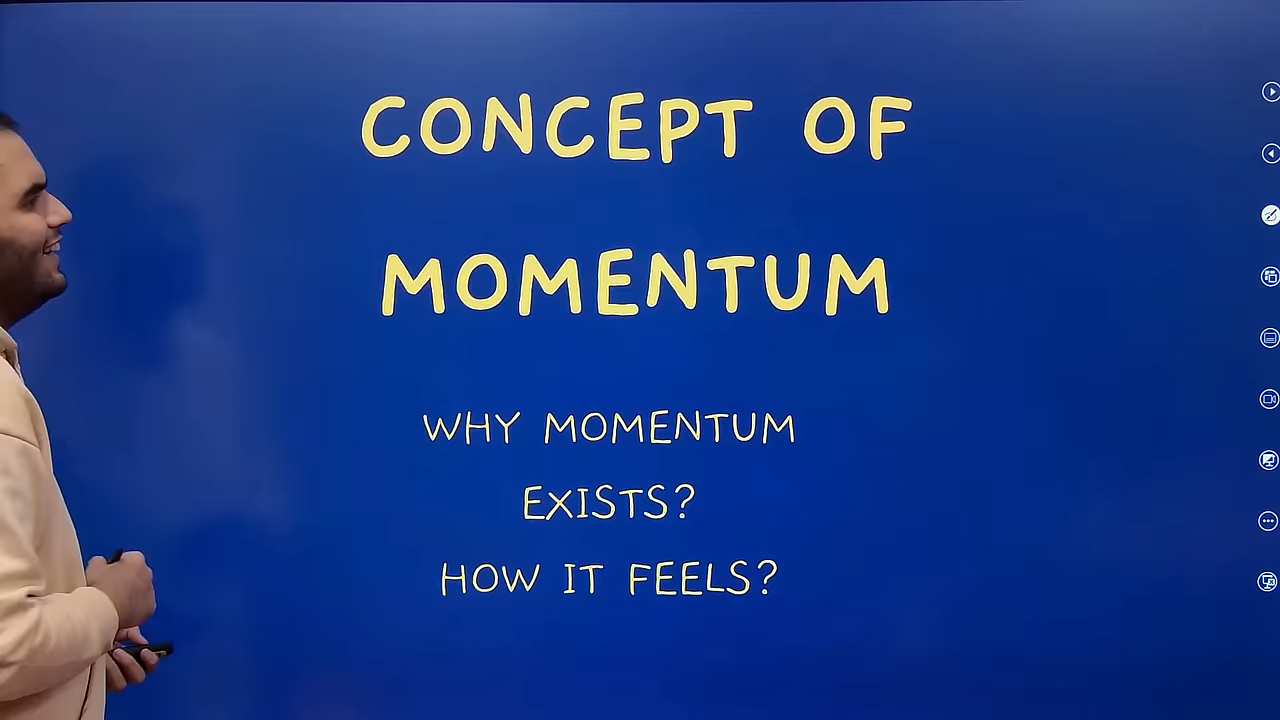 CONCEPT OF
MOMENTUM
WHY MOMENTUM
EXISTS?
HOW IT FEELS?